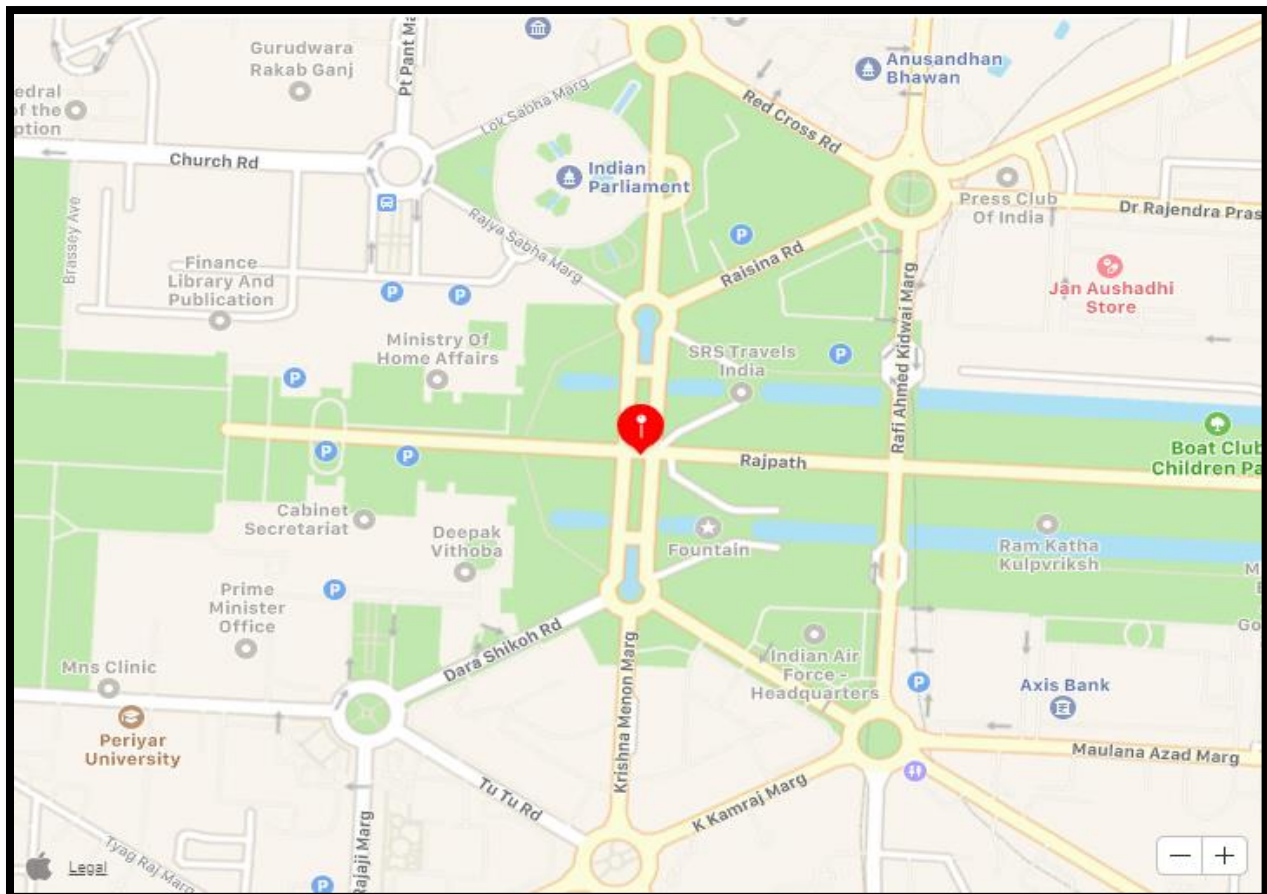 Gurudwara
Rakab Ganj
Pt Pant Ma
Anusandhan
Bhawan
edral
of the
ption
Lok Sabha Marg
Red Cross Rd
Church Rd
Indian
Parliament
Press Club
Of India
Dr Rajendra Pras
Brassey Ave
Rajya Sabha Marg
P
Raisina Rd
Finance
Library And
Publication
P
P
Jan Aushadhi
Store
Rafi Ahmed Kidwai Marg
Ministry Of
Home Affairs
SRS Travels
India
P
P
Boat Club
Children Pa
P
P
Rajpath
Cabinet
Secretariat
Deepak
Vithoba
Fountain
Ram Katha
Kulpvriksh
M
Prime
Minister
Office
P
Go
Dara Shikoh Rd
Krishna Menon Marg
Indian Air
Force -
Headquarters
Mns Clinic
P
Axis Bank
Periyar
University
Maulana Azad Marg
Tu Tu Rd
K Kamraj Marg
Rajaji Marg
Tyag Raj Marg
Legal
P